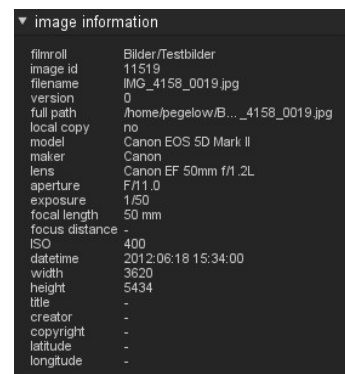 ▼ image information
filmroll Bilder/Testbilder
image id 11519
filename IMG_4158_0019.jpg
version 0
full path /home/pegelow/B..._4158_0019.jpg
local copy no
model Canon EOS 5D Mark II
maker Canon
lens Canon EF 50mm f/1.2L
aperture F/11.0
exposure 1/50
focal length 50 mm
focus distance -
ISO 400
datetime 2012:06:18 15:34:00
width 3620
height 5434
title -
creator -
copyright -
latitude -
longitude -